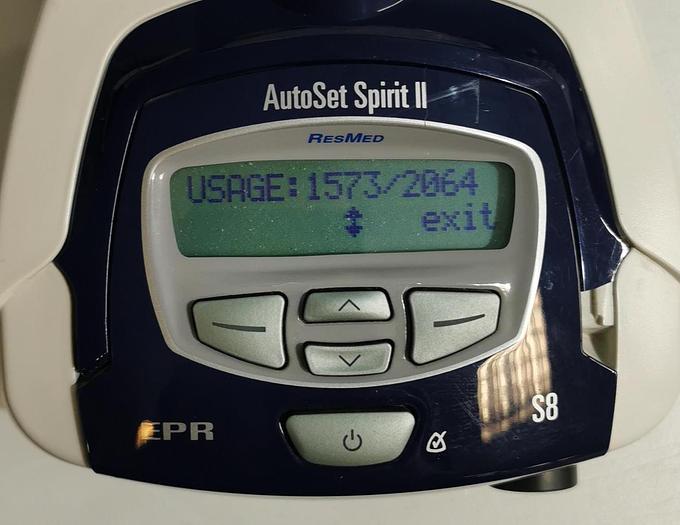 AutoSet Spirit II
RESMED
USAGE:1573/2064
exit
S8
EPR